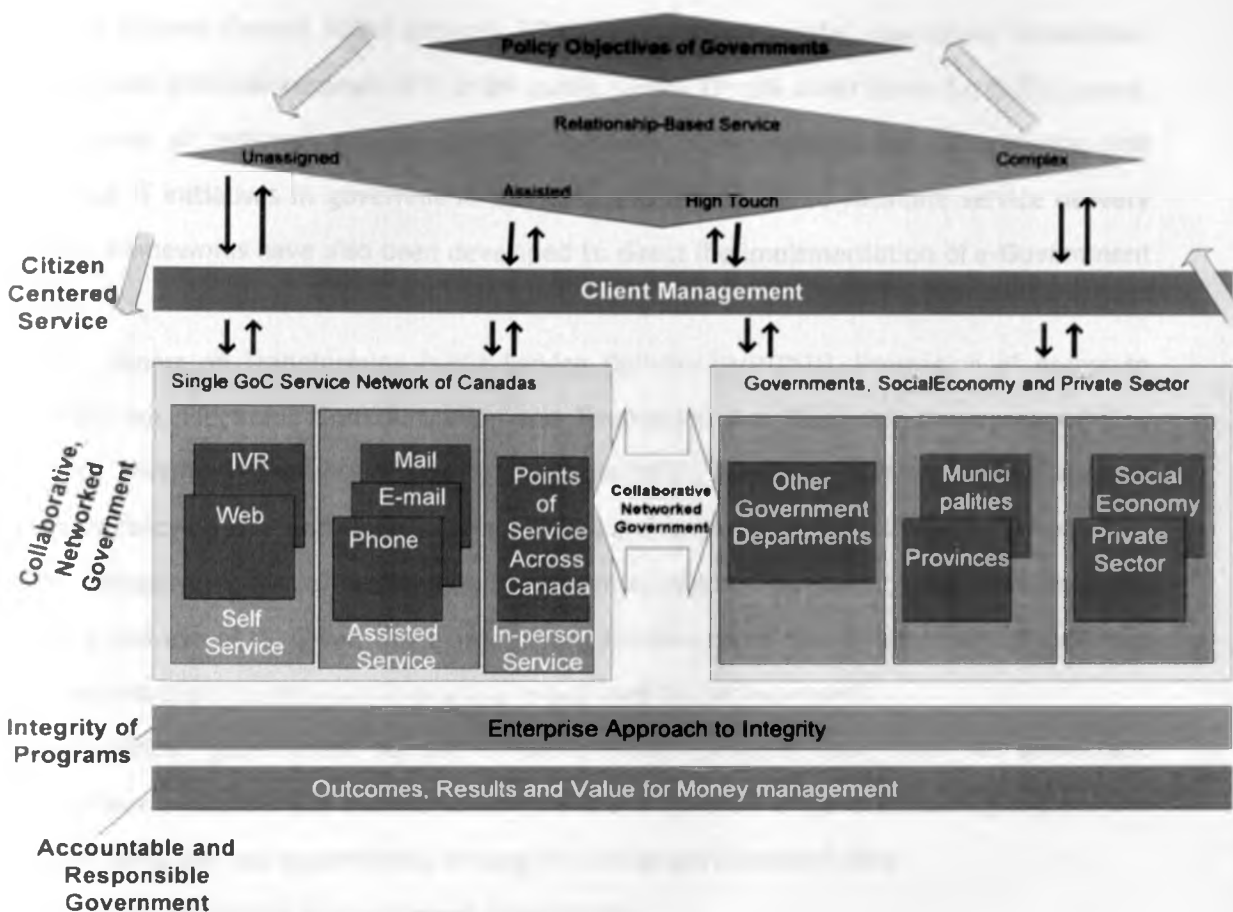 Policy Objectives of Governments
Relationship-Based Service
Unassigned
Complex
Assisted
High Touch
Citizen
Centered
Service
Client Management
Single GoC Service Network of Canadas
Governments, SocialEconomy and Private Sector
Collaborative,
Networked
Government
IVR
Web
Self
Service
Mail
E-mail
Phone
Assisted
Service
Points
of
Service
Across
Canada
In-person
Service
Collaborative
Networked
Government
Other
Government
Departments
Munici
palities
Provinces
Social
Economy
Private
Sector
Integrity of
Programs
Enterprise Approach to Integrity
Outcomes, Results and Value for Money management
Accountable and
Responsible
Government